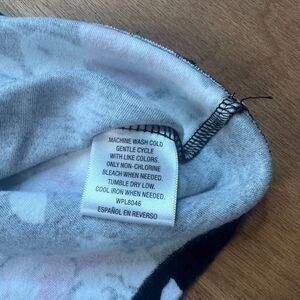 MACHINE WASH COLD
GENTLE CYCLE
WITH LIKE COLORS.
ONLY NON-CHLORINE
BLEACH WHEN NEEDED.
TUMBLE DRY LOW.
COOL IRON WHEN NEEDED.
WPL8046
ESPAÑOL EN REVERSO